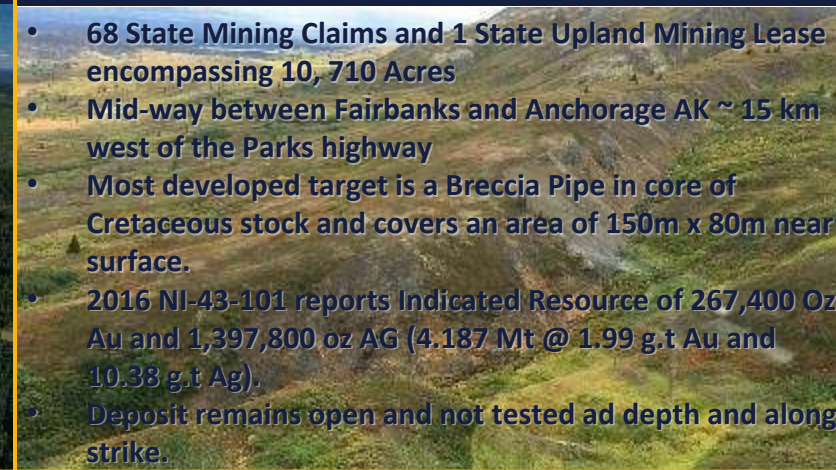 • 68 State Mining Claims and 1 State Upland Mining Lease
encompassing 10, 710 Acres
• Mid-way between Fairbanks and Anchorage AK ~ 15 km
west of the Parks highway
• Most developed target is a Breccia Pipe in core of
Cretaceous stock and covers an area of 150m x 80m near
surface.
• 2016 NI-43-101 reports Indicated Resource of 267,400 Oz
Au and 1,397,800 oz AG (4.187 Mt @ 1.99 g.t Au and
10.38 g.t Ag).
• Deposit remains open and not tested ad depth and along
strike.